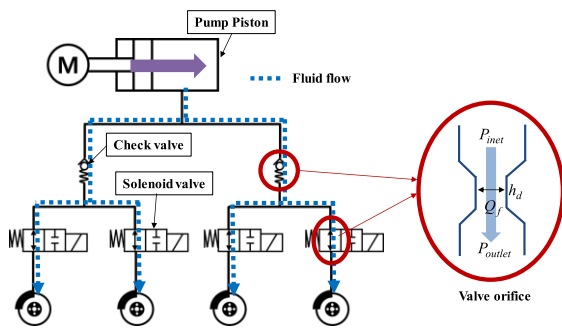 Pump Piston
M
Fluid flow
Check valve
Solenoid valve
P_inet
h_d
Q_f
P_outlet
Valve orifice